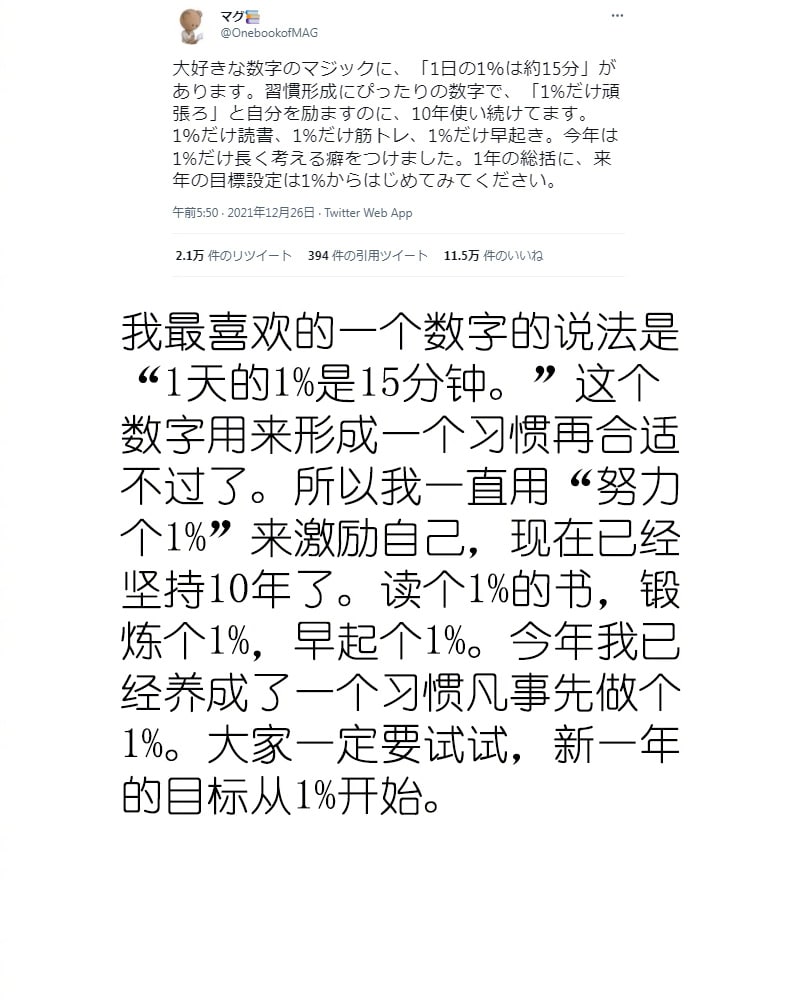 マグ📚
@OnebookofMAG
大好きな数字のマジックに、「1日の1%は約15分」が
あります。習慣形成にぴったりの数字で、「1%だけ頑
張ろ」と自分を励ますのに、10年使い続けてます。
1%だけ読書、1%だけ筋トレ、1%だけ早起き。今年は
1%だけ長く考える癖をつけました。1年の総括に、来
年の目標設定は1%からはじめてみてください。
午前5:50 · 2021年12月26日 · Twitter Web App
2.1万 件のリツイート 394 件の引用ツイート 11.5万 件のいいね
我最喜欢的一个数字的说法是
“1天的1%是15分钟。”这个
数字用来形成一个习惯再合适
不过了。所以我一直用“努力
个1%”来激励自己，现在已经
坚持10年了。读个1%的书，锻
炼个1%，早起个1%。今年我已
经养成了一个习惯凡事先做个
1%。大家一定要试试，新一年
的目标从1%开始。